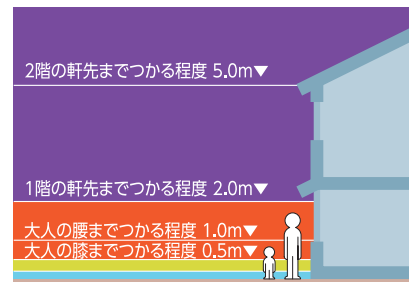 2階の軒先までつかる程度 5.0m▼
1階の軒先までつかる程度 2.0m▼
大人の腰までつかる程度 1.0m▼
大人の膝までつかる程度 0.5m▼